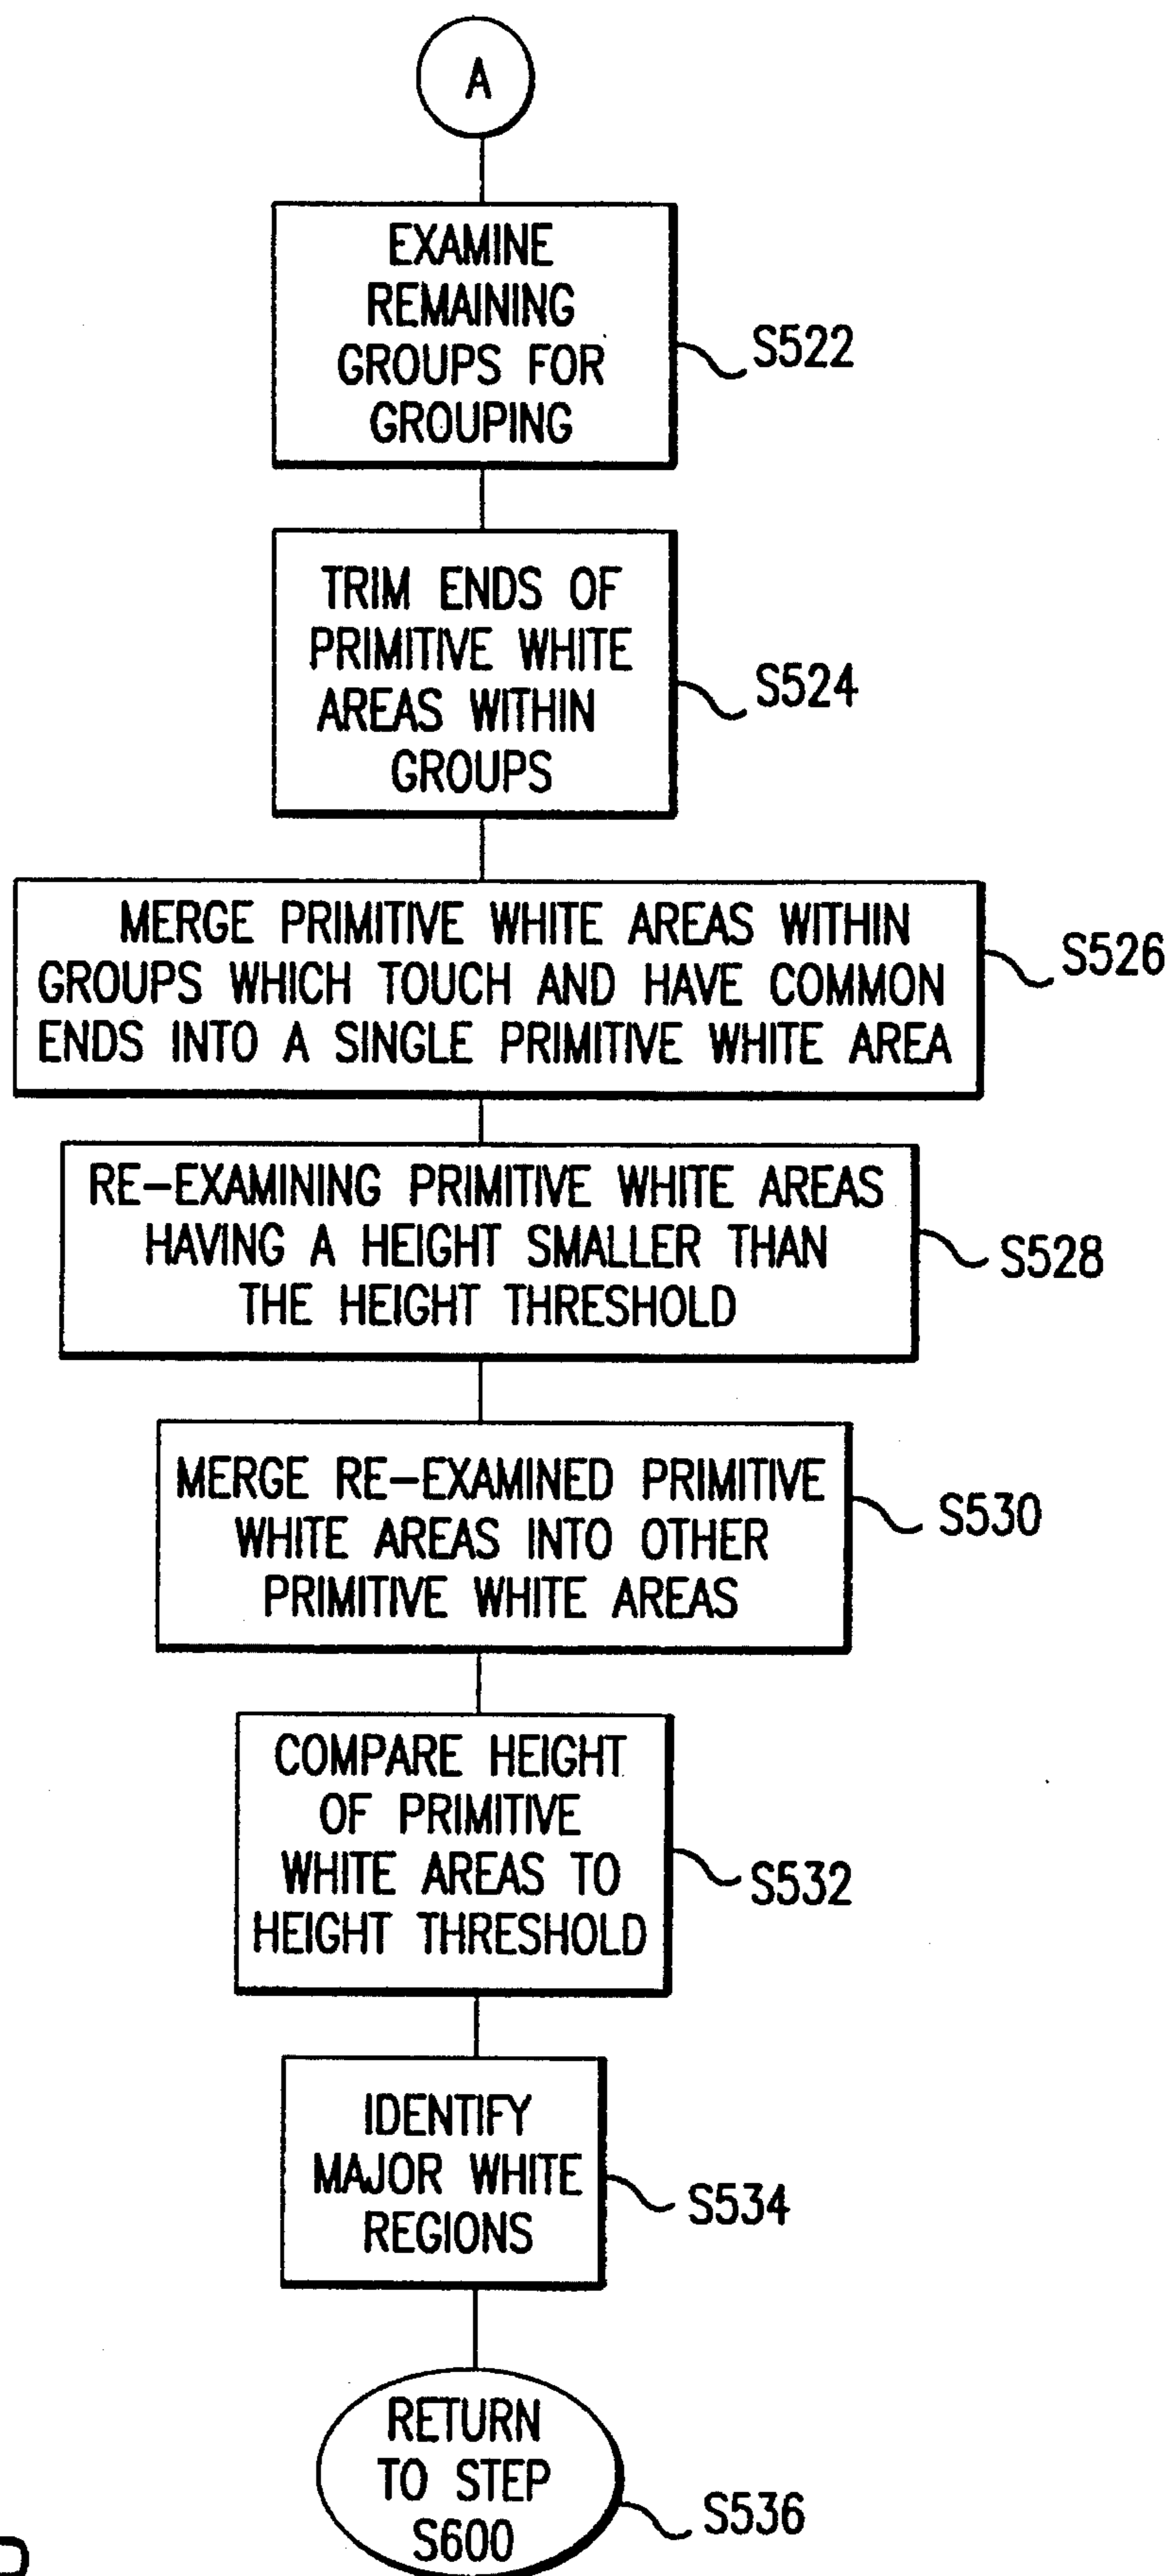 A
EXAMINE
REMAINING
GROUPS FOR
GROUPING
S522
TRIM ENDS OF
PRIMITIVE WHITE
AREAS WITHIN
GROUPS
S524
MERGE PRIMITIVE WHITE AREAS WITHIN
GROUPS WHICH TOUCH AND HAVE COMMON
ENDS INTO A SINGLE PRIMITIVE WHITE AREA
S526
RE-EXAMINING PRIMITIVE WHITE AREAS
HAVING A HEIGHT SMALLER THAN
THE HEIGHT THRESHOLD
S528
MERGE RE-EXAMINED PRIMITIVE
WHITE AREAS INTO OTHER
PRIMITIVE WHITE AREAS
S530
COMPARE HEIGHT
OF PRIMITIVE
WHITE AREAS TO
HEIGHT THRESHOLD
S532
IDENTIFY
MAJOR WHITE
REGIONS
S534
RETURN
TO STEP
S600
S536